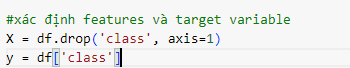 #xác định features và target variable
X = df.drop('class', axis=1)
y = df['class']